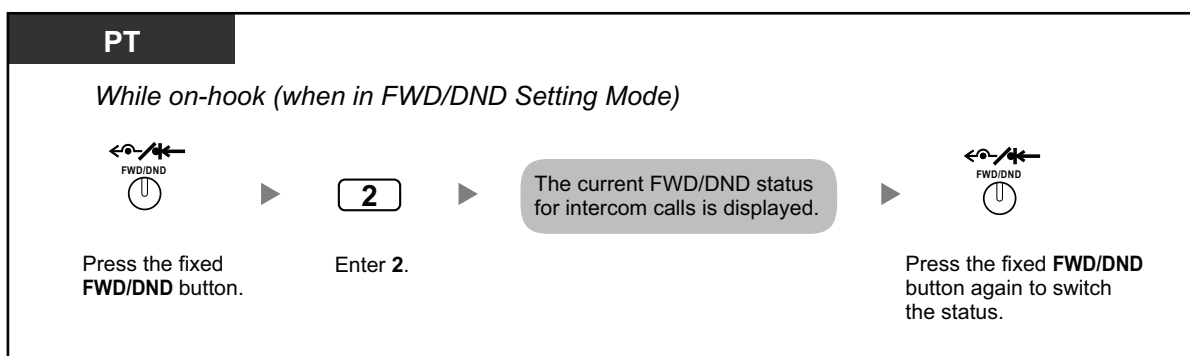 PT
While on-hook (when in FWD/DND Setting Mode)
FWD/DND
Press the fixed
FWD/DND button.
2
Enter 2.
The current FWD/DND status
for intercom calls is displayed.
FWD/DND
Press the fixed FWD/DND
button again to switch
the status.